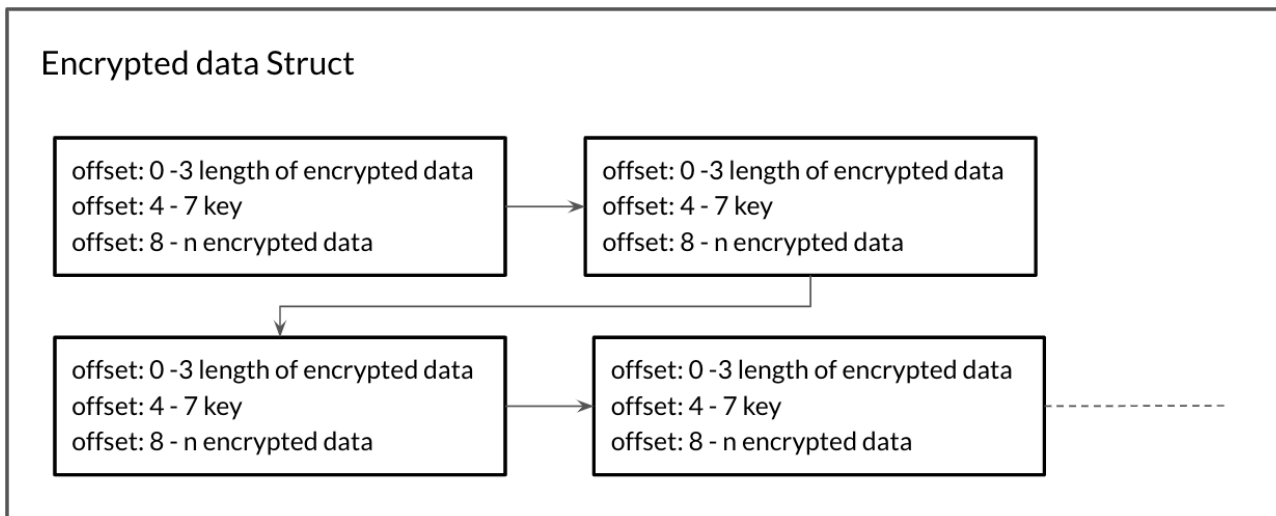 Encrypted data Struct
offset: 0 -3 length of encrypted data
offset: 4 - 7 key
offset: 8 - n encrypted data
offset: 0 -3 length of encrypted data
offset: 4 - 7 key
offset: 8 - n encrypted data
offset: 0 -3 length of encrypted data
offset: 4 - 7 key
offset: 8 - n encrypted data
offset: 0 -3 length of encrypted data
offset: 4 - 7 key
offset: 8 - n encrypted data